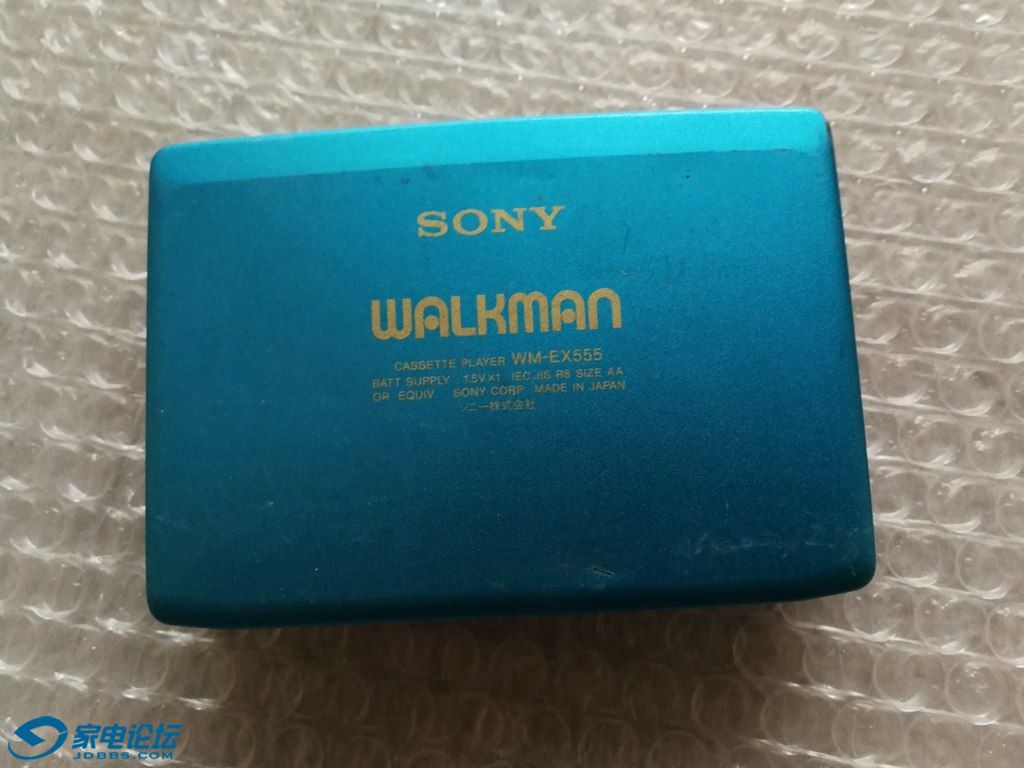 SONY
WALKMAN
CASSETTE PLAYER WM-EX555
BATT SUPPLY : 1.5V X1 IEC JIS R6 SIZE AA
OR EQUIV. SONY CORP. MADE IN JAPAN
ソニー株式会社
家电论坛
JDBBS.COM